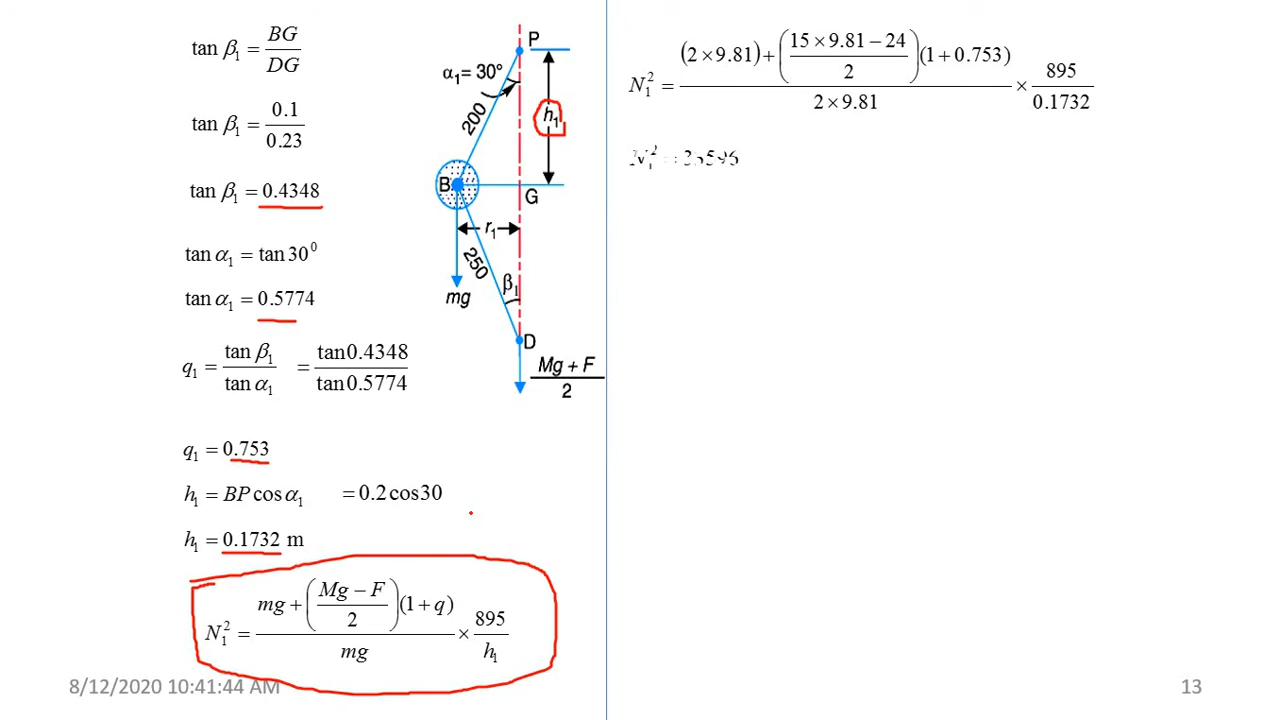 tan β₁ = BG / DG
tan β₁ = 0.1 / 0.23
tan β₁ = 0.4348
tan α₁ = tan 30⁰
tan α₁ = 0.5774
q₁ = tan β₁ / tan α₁ = tan0.4348 / tan0.5774
q₁ = 0.753
h₁ = BP cos α₁ = 0.2 cos30
h₁ = 0.1732 m
N₁² = (mg + ((Mg − F) / 2)(1 + q)) / mg × 895 / h₁
P
α₁ = 30°
200
h₁
B
G
r₁
250
β₁
mg
D
Mg + F / 2
N₁² = ((2 × 9.81) + ((15 × 9.81 − 24) / 2)(1 + 0.753)) / (2 × 9.81) × 895 / 0.1732
N₁² =
8/12/2020 10:41:44 AM
13